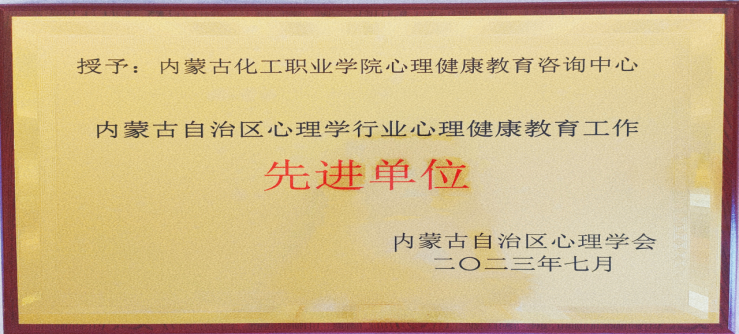 授予：内蒙古化工职业学院心理健康教育咨询中心
内蒙古自治区心理学行业心理健康教育工作
先进单位
内蒙古自治区心理学会
二〇二三年七月